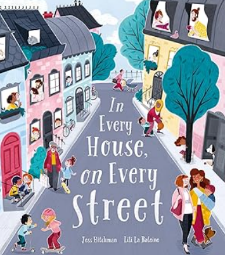 In
Every
House,
on Every
Street
Jess Hitchman Lili La Baleine